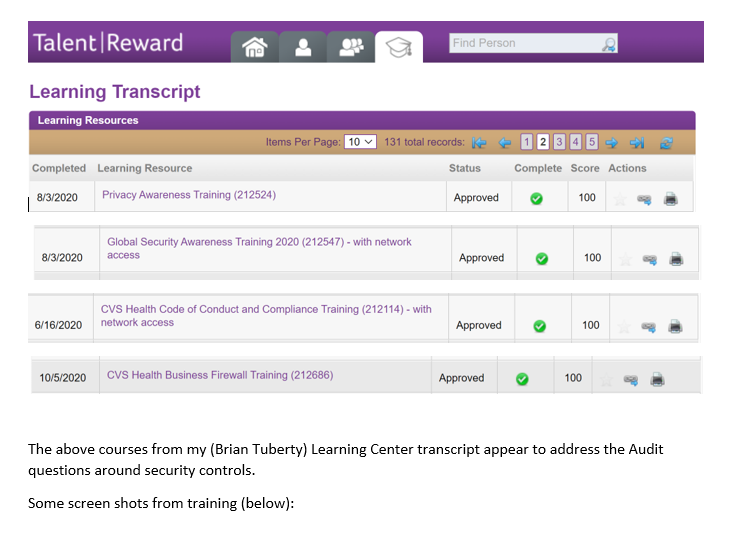 Talent|Reward
Find Person
Learning Transcript
Learning Resources
Items Per Page: 10 131 total records: 1 2 3 4 5
Completed Learning Resource Status Complete Score Actions
8/3/2020 Privacy Awareness Training (212524) Approved 100
Global Security Awareness Training 2020 (212547) - with network
access
8/3/2020 Approved 100
CVS Health Code of Conduct and Compliance Training (212114) - with
network access
6/16/2020 Approved 100
10/5/2020 CVS Health Business Firewall Training (212686) Approved 100
The above courses from my (Brian Tuberty) Learning Center transcript appear to address the Audit
questions around security controls.
Some screen shots from training (below):